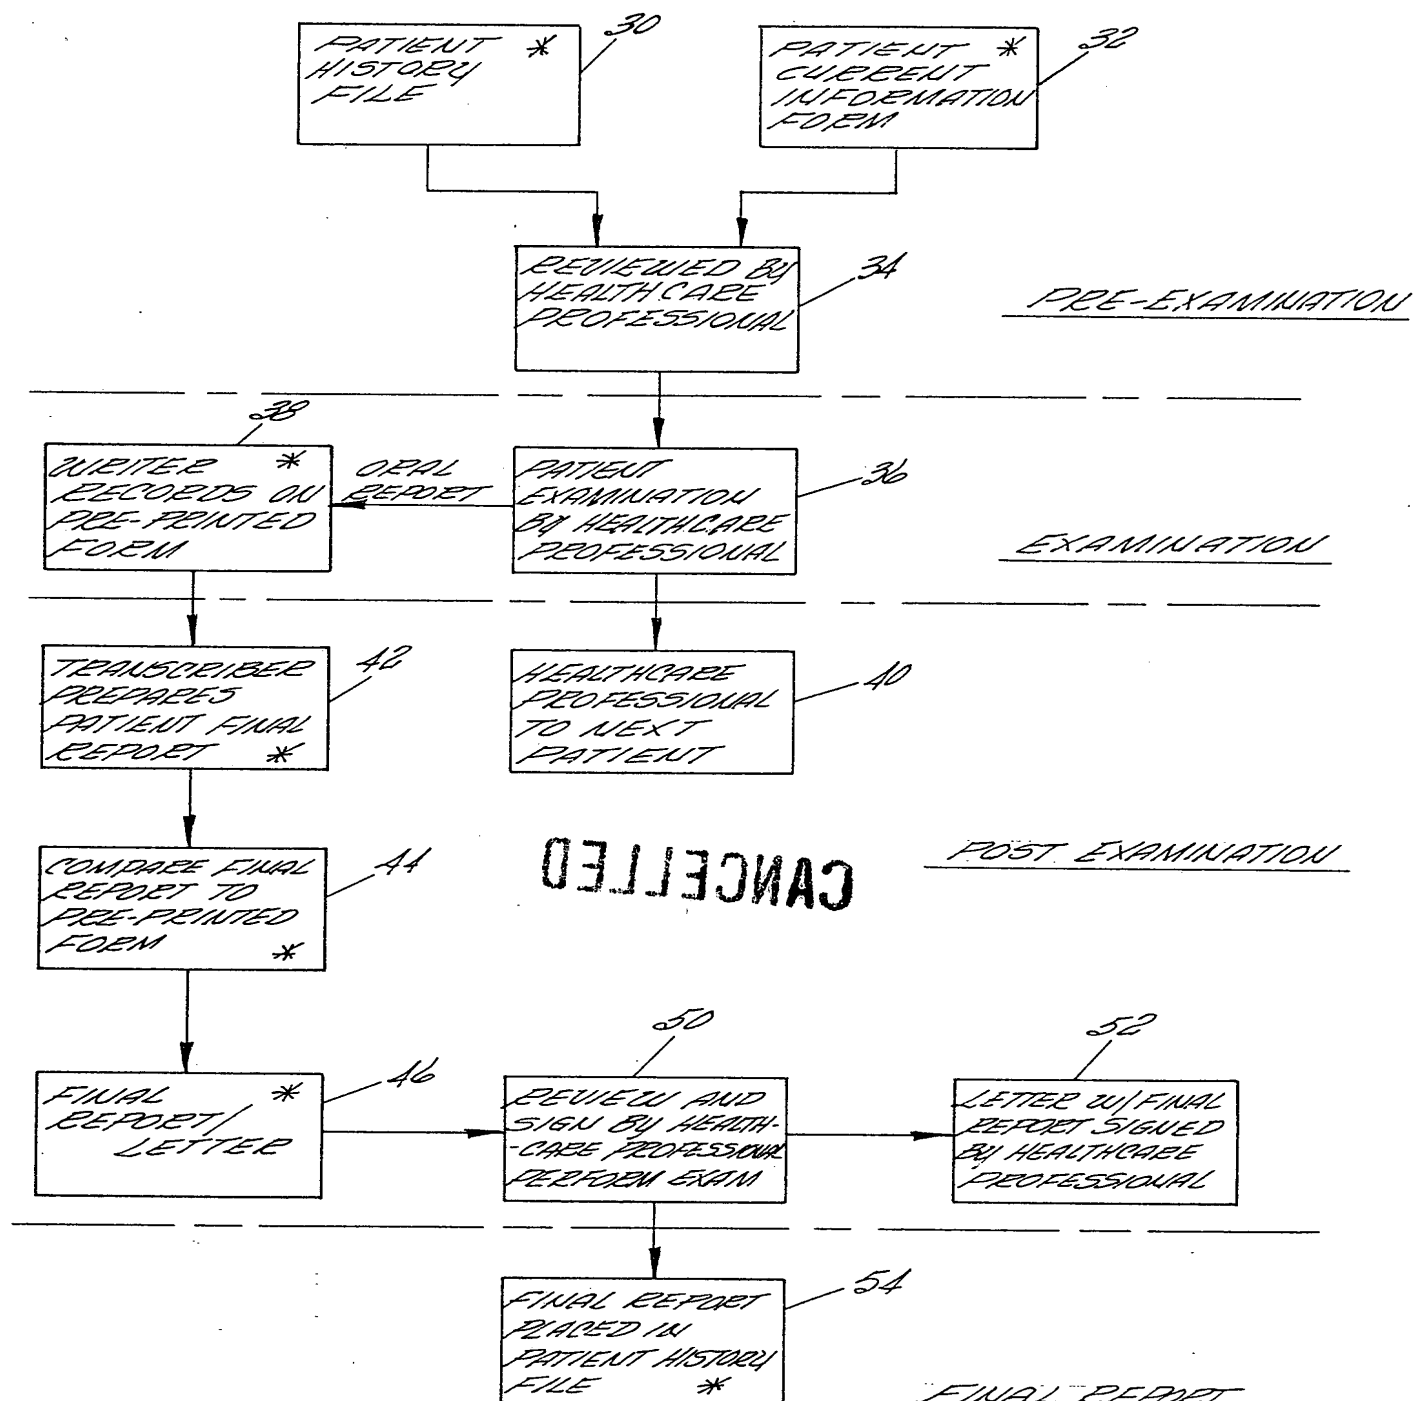 30
PATIENT *
HISTORY
FILE
32
PATIENT *
CURRENT
INFORMATION
FORM
34
REVIEWED BY
HEALTHCARE
PROFESSIONAL
PRE-EXAMINATION
38
WRITER *
RECORDS ON
PRE-PRINTED
FORM
ORAL
REPORT
36
PATIENT
EXAMINATION
BY HEALTHCARE
PROFESSIONAL
EXAMINATION
42
TRANSCRIBER
PREPARES
PATIENT FINAL
REPORT *
40
HEALTHCARE
PROFESSIONAL
TO NEXT
PATIENT
44
COMPARE FINAL
REPORT TO
PRE-PRINTED
FORM *
CANCELLED
POST EXAMINATION
46
FINAL *
REPORT/
LETTER
50
REVIEW AND
SIGN BY HEALTH-
-CARE PROFESSIONAL
PERFORM EXAM
52
LETTER W/FINAL
REPORT SIGNED
BY HEALTHCARE
PROFESSIONAL
54
FINAL REPORT
PLACED IN
PATIENT HISTORY
FILE *
FINAL REPORT